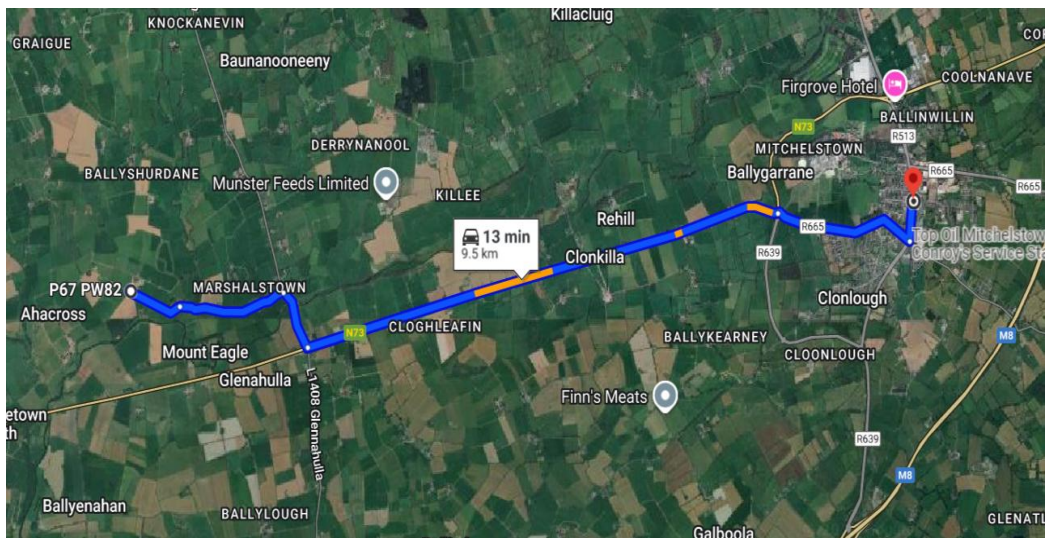 Killacluig
KNOCKANEVIN
GRAIGUE
Baunanooneeny
COOLNANAVE
Firgrove Hotel
BALLINWILLIN
N73
R513
DERRYNANOOL
MITCHELSTOWN
BALLYSHURDANE
Munster Feeds Limited
KILLEE
Ballygarrane
R665
R665
Rehill
13 min
9.5 km
R665
Top Oil Mitchelstow
Conroy's Service Sta
R639
Clonkilla
P67 PW82
MARSHALSTOWN
Clonlough
Ahacross
N73
CLOGHLEAFIN
BALLYKEARNEY
M8
Mount Eagle
CLOONLOUGH
Glenahulla
L1408 Glennahulla
Finn's Meats
etown
th
R639
M8
Ballyenahan
BALLYLOUGH
GLENATL
Galboola